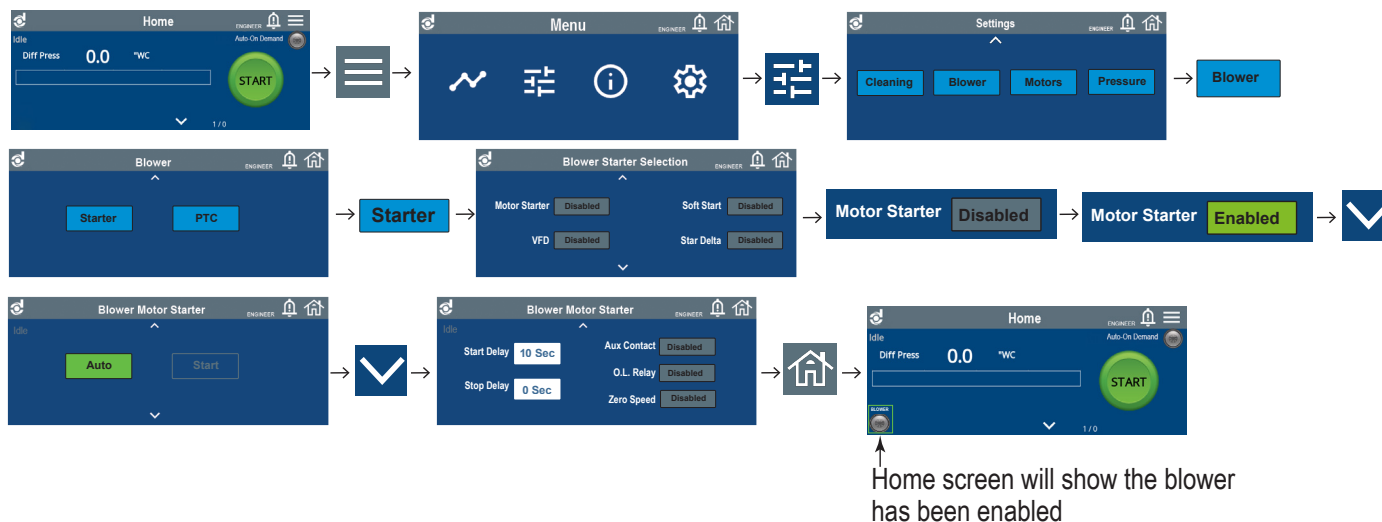 Home
ENGINEER
Idle
Auto-On Demand
Diff Press 0.0 "WC
START
1 / 0
Menu
ENGINEER
Settings
ENGINEER
Cleaning Blower Motors Pressure
Blower
Blower
ENGINEER
Starter PTC
Starter
Blower Starter Selection
ENGINEER
Motor Starter Disabled Soft Start Disabled
VFD Disabled Star Delta Disabled
Motor Starter Disabled
Motor Starter Enabled
Blower Motor Starter
ENGINEER
Idle
Auto Start
Blower Motor Starter
ENGINEER
Idle
Start Delay 10 Sec Aux Contact Disabled
O.L. Relay Disabled
Stop Delay 0 Sec
Zero Speed Disabled
Home
ENGINEER
Idle
Auto-On Demand
Diff Press 0.0 "WC
START
BLOWER
1 / 0
Home screen will show the blower
has been enabled